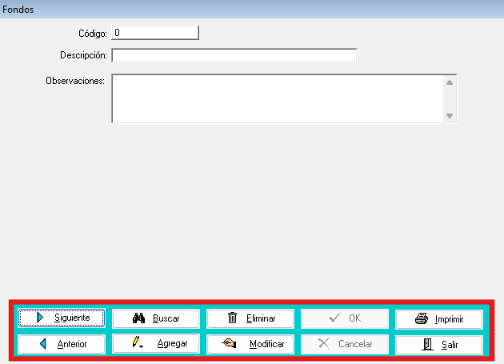 Fondos
Código: 0
Descripción:
Observaciones:
Siguiente Buscar Eliminar OK Imprimir
Anterior Agregar Modificar Cancelar Salir